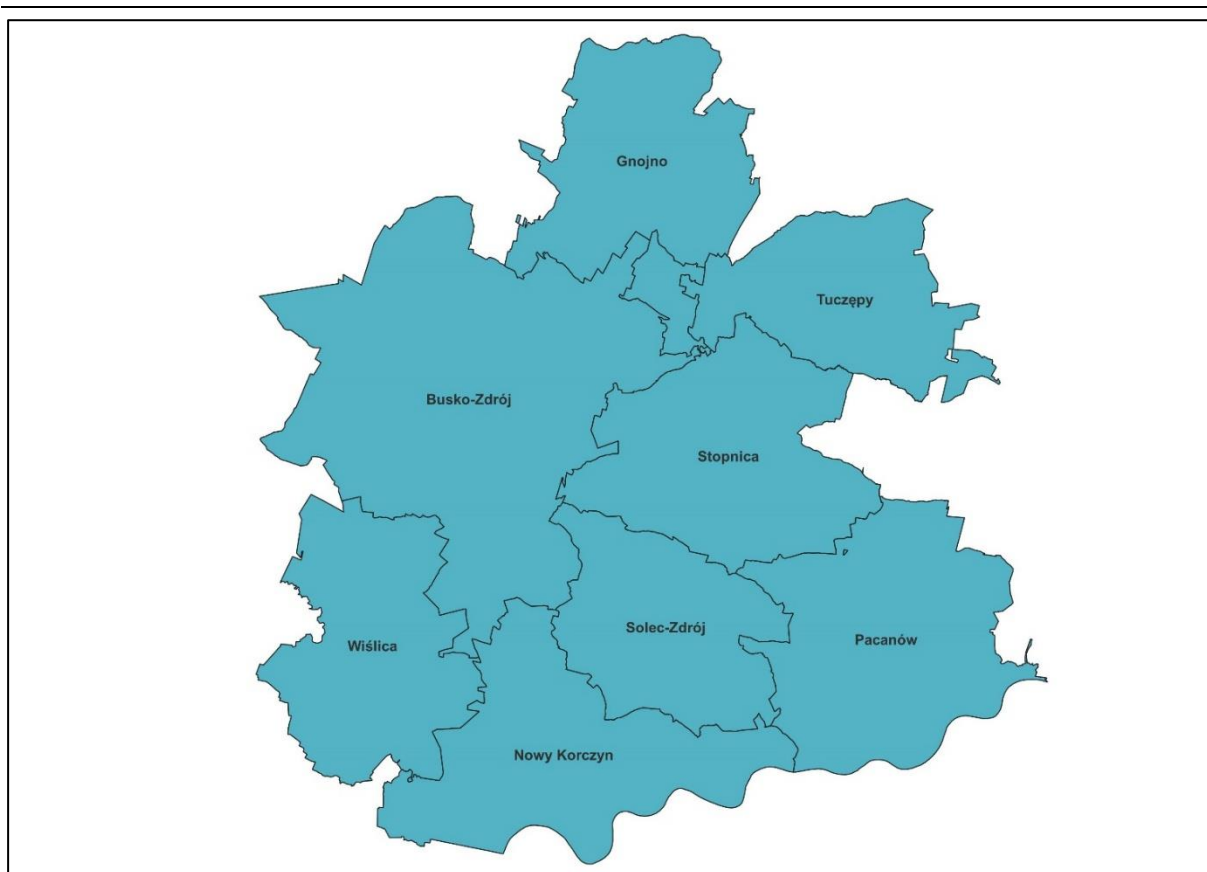 Gnojno
Tuczępy
Busko-Zdrój
Stopnica
Solec-Zdrój
Pacanów
Wiślica
Nowy Korczyn